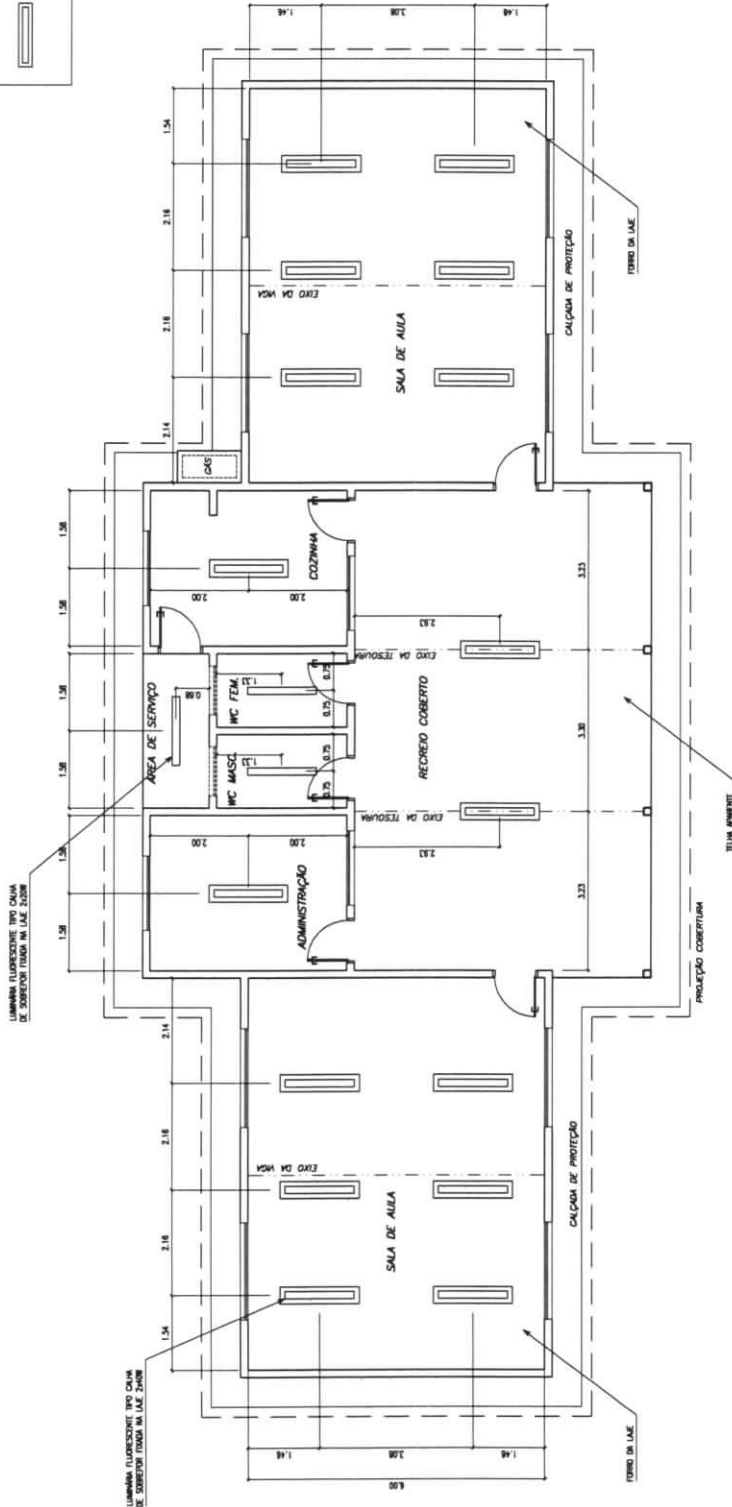 LUMINÁRIA FLUORESCENTE TIPO CALHA
DE SOBREPOR FIXADA NA LAJE 2x40W
LUMINÁRIA FLUORESCENTE TIPO CALHA
DE SOBREPOR FIXADA NA LAJE 2x20W
1.54
2.16
2.16
2.14
1.58
1.58
1.58
1.58
1.58
1.58
2.14
2.16
2.16
1.54
6.00
1.46
3.08
1.46
1.46
3.08
1.46
SALA DE AULA
EIXO DA VIGA
ADMINISTRAÇÃO
2.00
2.00
ÁREA DE SERVIÇO
0.68
WC MASC.
1.33
0.75
0.75
WC FEM.
1.33
0.75
0.75
COZINHA
2.00
2.00
GÁS
SALA DE AULA
EIXO DA VIGA
RECREIO COBERTO
EIXO DA TESOURA
EIXO DA TESOURA
2.93
2.93
3.23
3.30
3.23
CALÇADA DE PROTEÇÃO
CALÇADA DE PROTEÇÃO
PROJEÇÃO COBERTURA
FORRO DA LAJE
TELHA APARENTE
FORRO DA LAJE